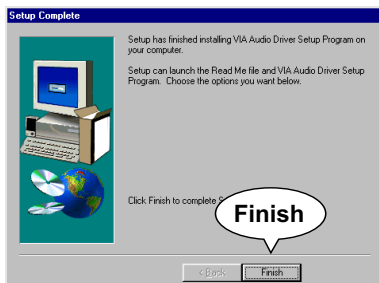 Setup Complete
Setup has finished installing VIA Audio Driver Setup Program on
your computer.
Setup can launch the Read Me file and VIA Audio Driver Setup
Program. Choose the options you want below.
Click Finish to complete S
Finish
< Back
Finish